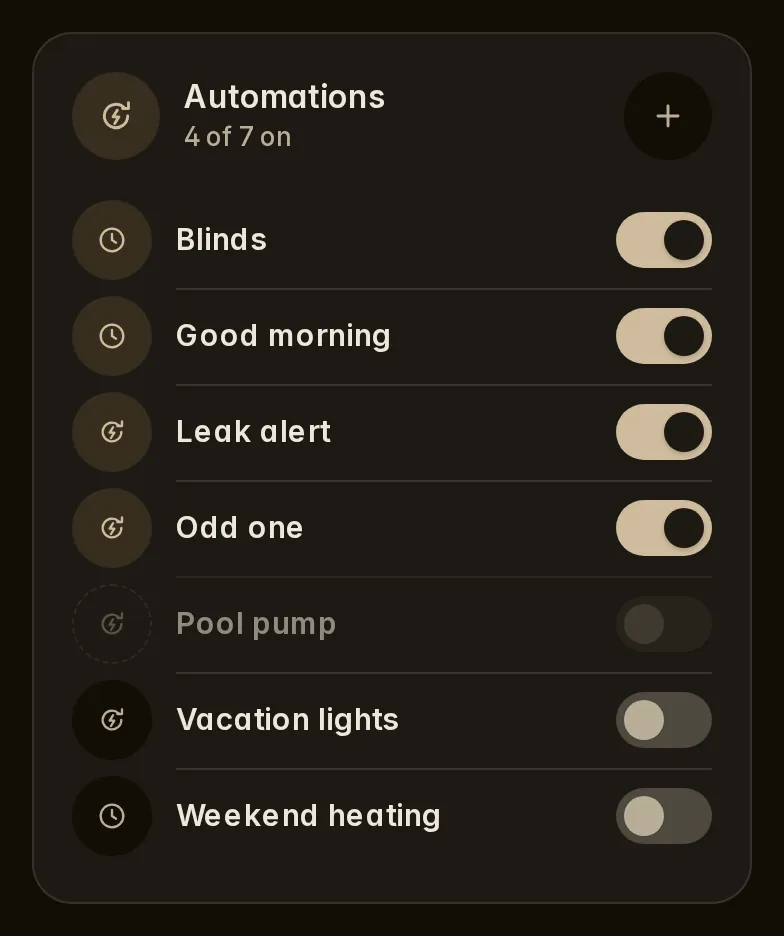 Automations
4 of 7 on
Blinds
Good morning
Leak alert
Odd one
Pool pump
Vacation lights
Weekend heating